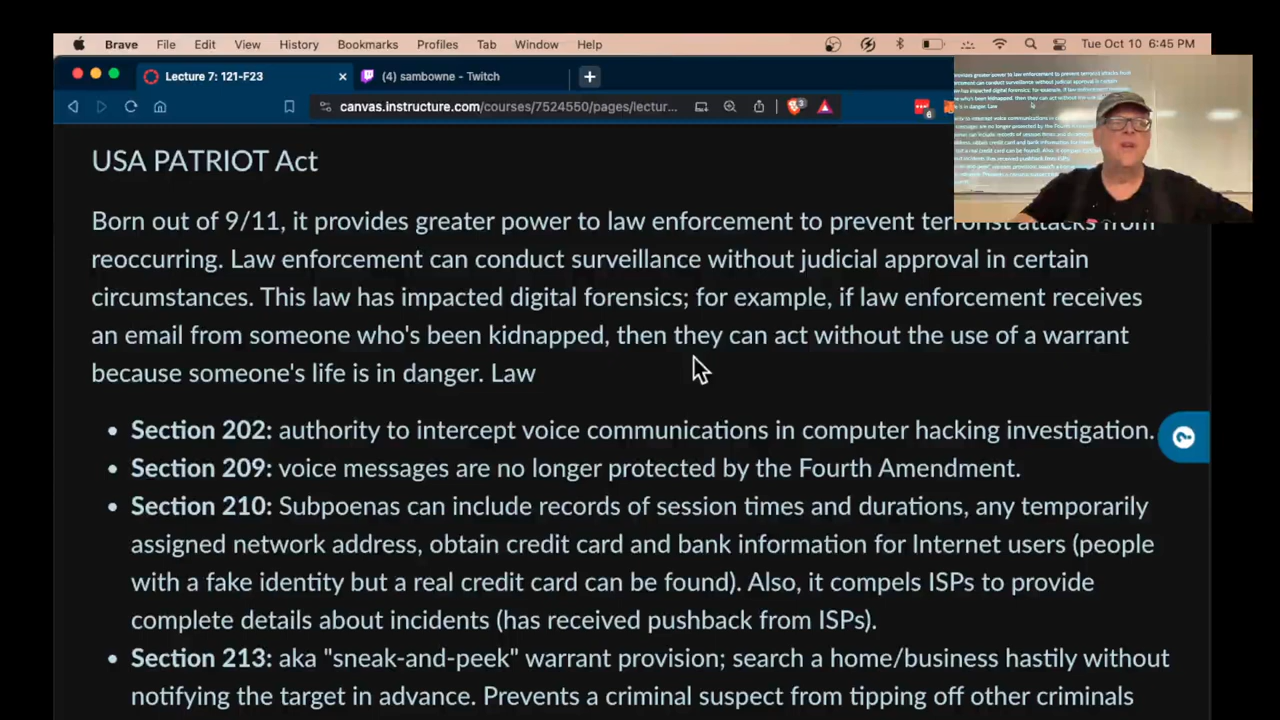 Brave File Edit View History Bookmarks Profiles Tab Window Help Tue Oct 10 6:45 PM
Lecture 7: 121-F23 (4) sambowne - Twitch
canvas.instructure.com/courses/7524550/pages/lectur...
USA PATRIOT Act
Born out of 9/11, it provides greater power to law enforcement to prevent terrorist attacks from
reoccurring. Law enforcement can conduct surveillance without judicial approval in certain
circumstances. This law has impacted digital forensics; for example, if law enforcement receives
an email from someone who's been kidnapped, then they can act without the use of a warrant
because someone's life is in danger. Law
• Section 202: authority to intercept voice communications in computer hacking investigation.
• Section 209: voice messages are no longer protected by the Fourth Amendment.
• Section 210: Subpoenas can include records of session times and durations, any temporarily
assigned network address, obtain credit card and bank information for Internet users (people
with a fake identity but a real credit card can be found). Also, it compels ISPs to provide
complete details about incidents (has received pushback from ISPs).
• Section 213: aka "sneak-and-peek" warrant provision; search a home/business hastily without
notifying the target in advance. Prevents a criminal suspect from tipping off other criminals